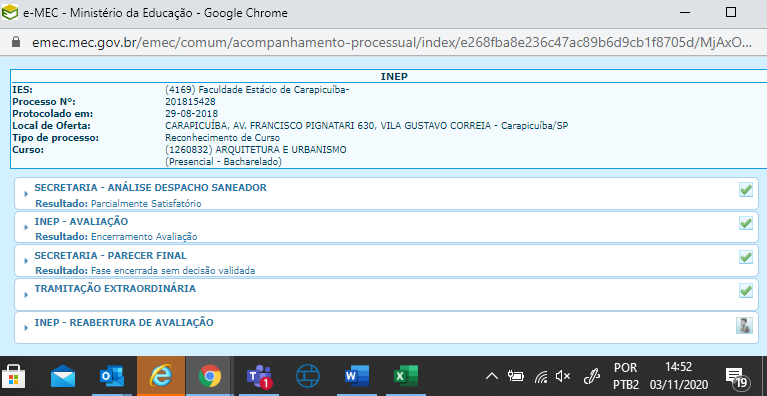 e-MEC - Ministério da Educação - Google Chrome
emec.mec.gov.br/emec/comum/acompanhamento-processual/index/e268fba8e236c47ac89b6d9cb1f8705d/MjAxO...
INEP
IES: (4169) Faculdade Estácio de Carapicuíba-
Processo Nº: 201815428
Protocolado em: 29-08-2018
Local de Oferta: CARAPICUÍBA, AV. FRANCISCO PIGNATARI 630, VILA GUSTAVO CORREIA - Carapicuíba/SP
Tipo de processo: Reconhecimento de Curso
Curso: (1260832) ARQUITETURA E URBANISMO
(Presencial - Bacharelado)
SECRETARIA - ANÁLISE DESPACHO SANEADOR
Resultado: Parcialmente Satisfatório
INEP - AVALIAÇÃO
Resultado: Encerramento Avaliação
SECRETARIA - PARECER FINAL
Resultado: Fase encerrada sem decisão validada
TRAMITAÇÃO EXTRAORDINÁRIA
INEP - REABERTURA DE AVALIAÇÃO
POR 14:52
PTB2 03/11/2020
19
1